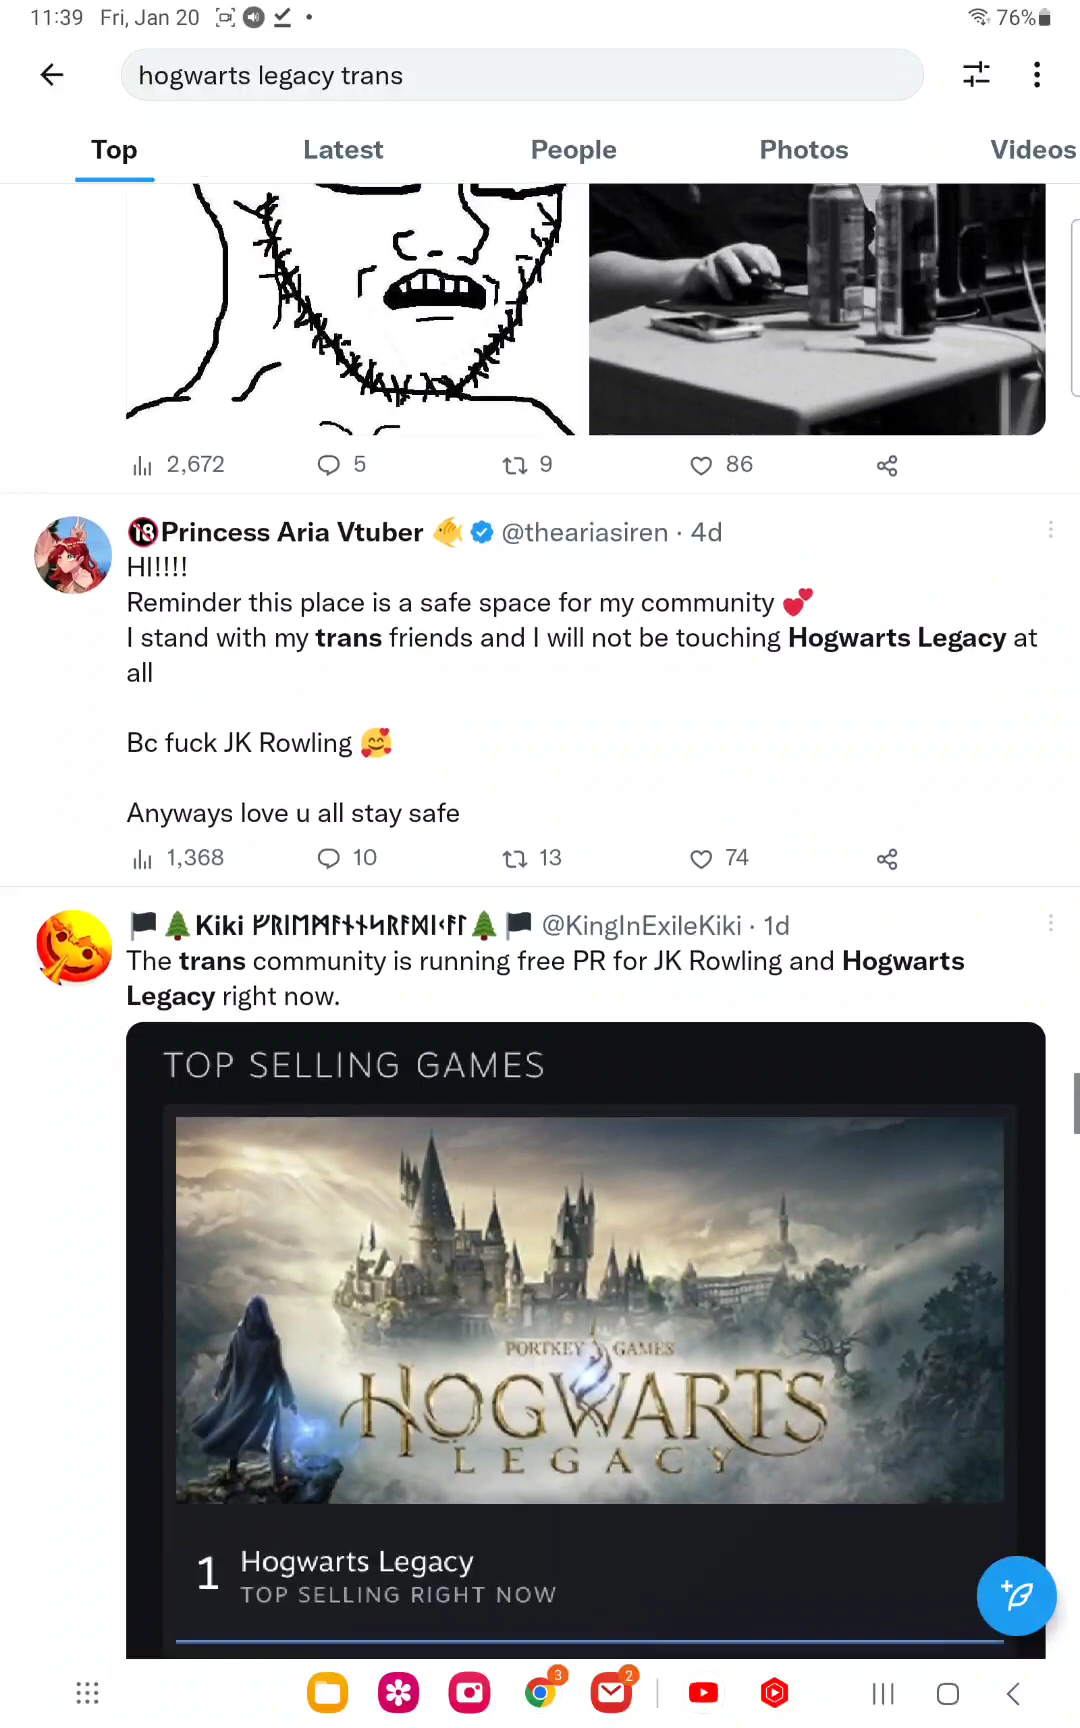 11:39 Fri, Jan 20
76%
hogwarts legacy trans
Top Latest People Photos Videos
2,672 5 9 86
🔞Princess Aria Vtuber 🐠 @theariasiren · 4d
HI!!!!
Reminder this place is a safe space for my community 💕
I stand with my trans friends and I will not be touching Hogwarts Legacy at
all
Bc fuck JK Rowling 🥰
Anyways love u all stay safe
1,368 10 13 74
🏴🌲Kiki 🌲🏴 @KingInExileKiki · 1d
The trans community is running free PR for JK Rowling and Hogwarts
Legacy right now.
TOP SELLING GAMES
PORTKEY GAMES
HOGWARTS
LEGACY
1 Hogwarts Legacy
TOP SELLING RIGHT NOW
3 2